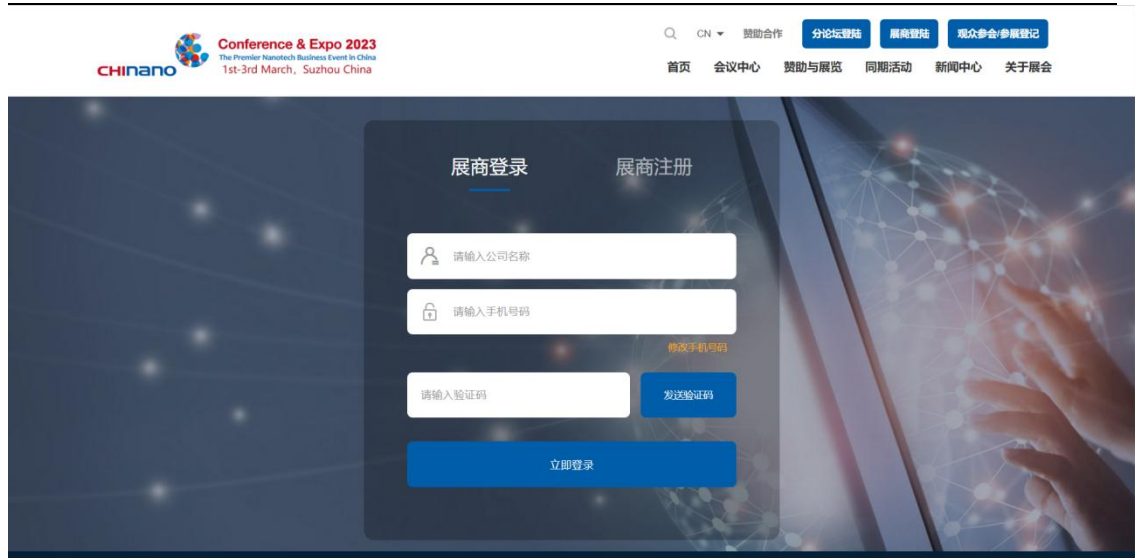 CHInano
Conference & Expo 2023
The Premier Nanotech Business Event in China
1st-3rd March, Suzhou China
CN 赞助合作 分论坛登陆 展商登陆 观众参会/参展登记
首页 会议中心 赞助与展览 同期活动 新闻中心 关于展会
展商登录 展商注册
请输入公司名称
请输入手机号码
修改手机号码
请输入验证码 发送验证码
立即登录